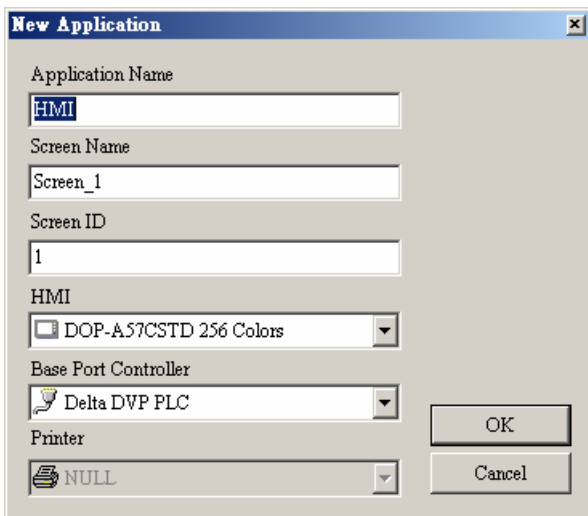 New Application
Application Name
HMI
Screen Name
Screen_1
Screen ID
1
HMI
DOP-A57CSTD 256 Colors
Base Port Controller
Delta DVP PLC
Printer
NULL
OK
Cancel